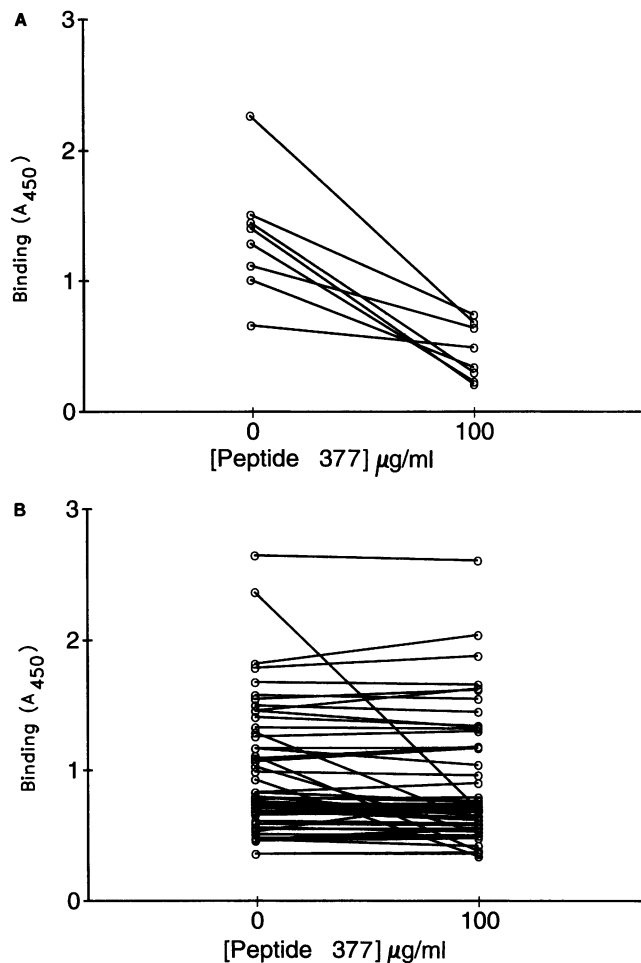 A
3
2
1
0
Binding (A450)
0 100
[Peptide 377] µg/ml
B
3
2
1
0
Binding (A450)
0 100
[Peptide 377] µg/ml